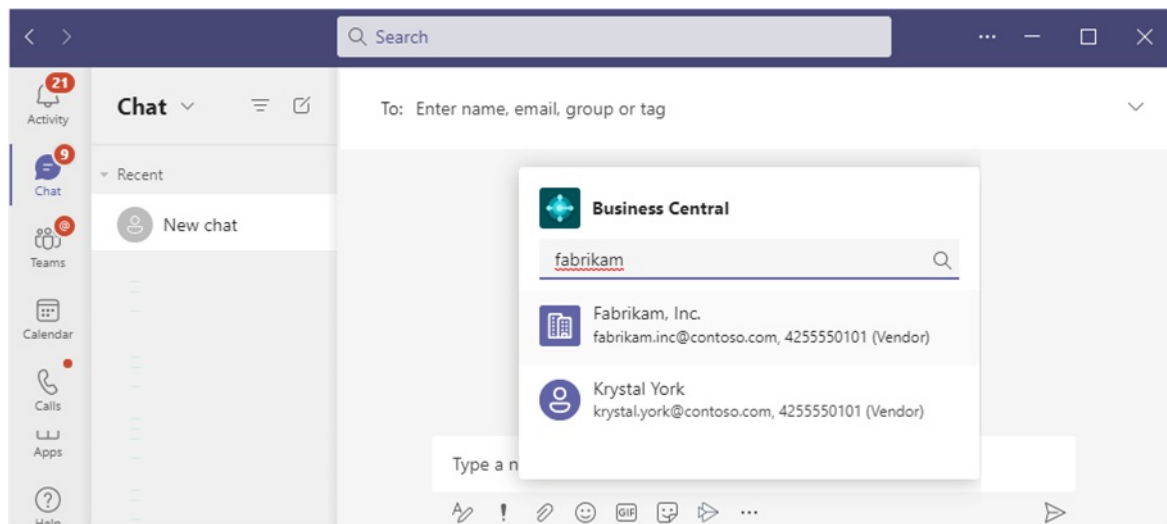 Search
21
Activity
Chat
To: Enter name, email, group or tag
9
Chat
Recent
New chat
@
Teams
Calendar
Calls
Apps
Business Central
fabrikam
Fabrikam, Inc.
fabrikam.inc@contoso.com, 4255550101 (Vendor)
Krystal York
krystal.york@contoso.com, 4255550101 (Vendor)
Type a n
GIF
Help